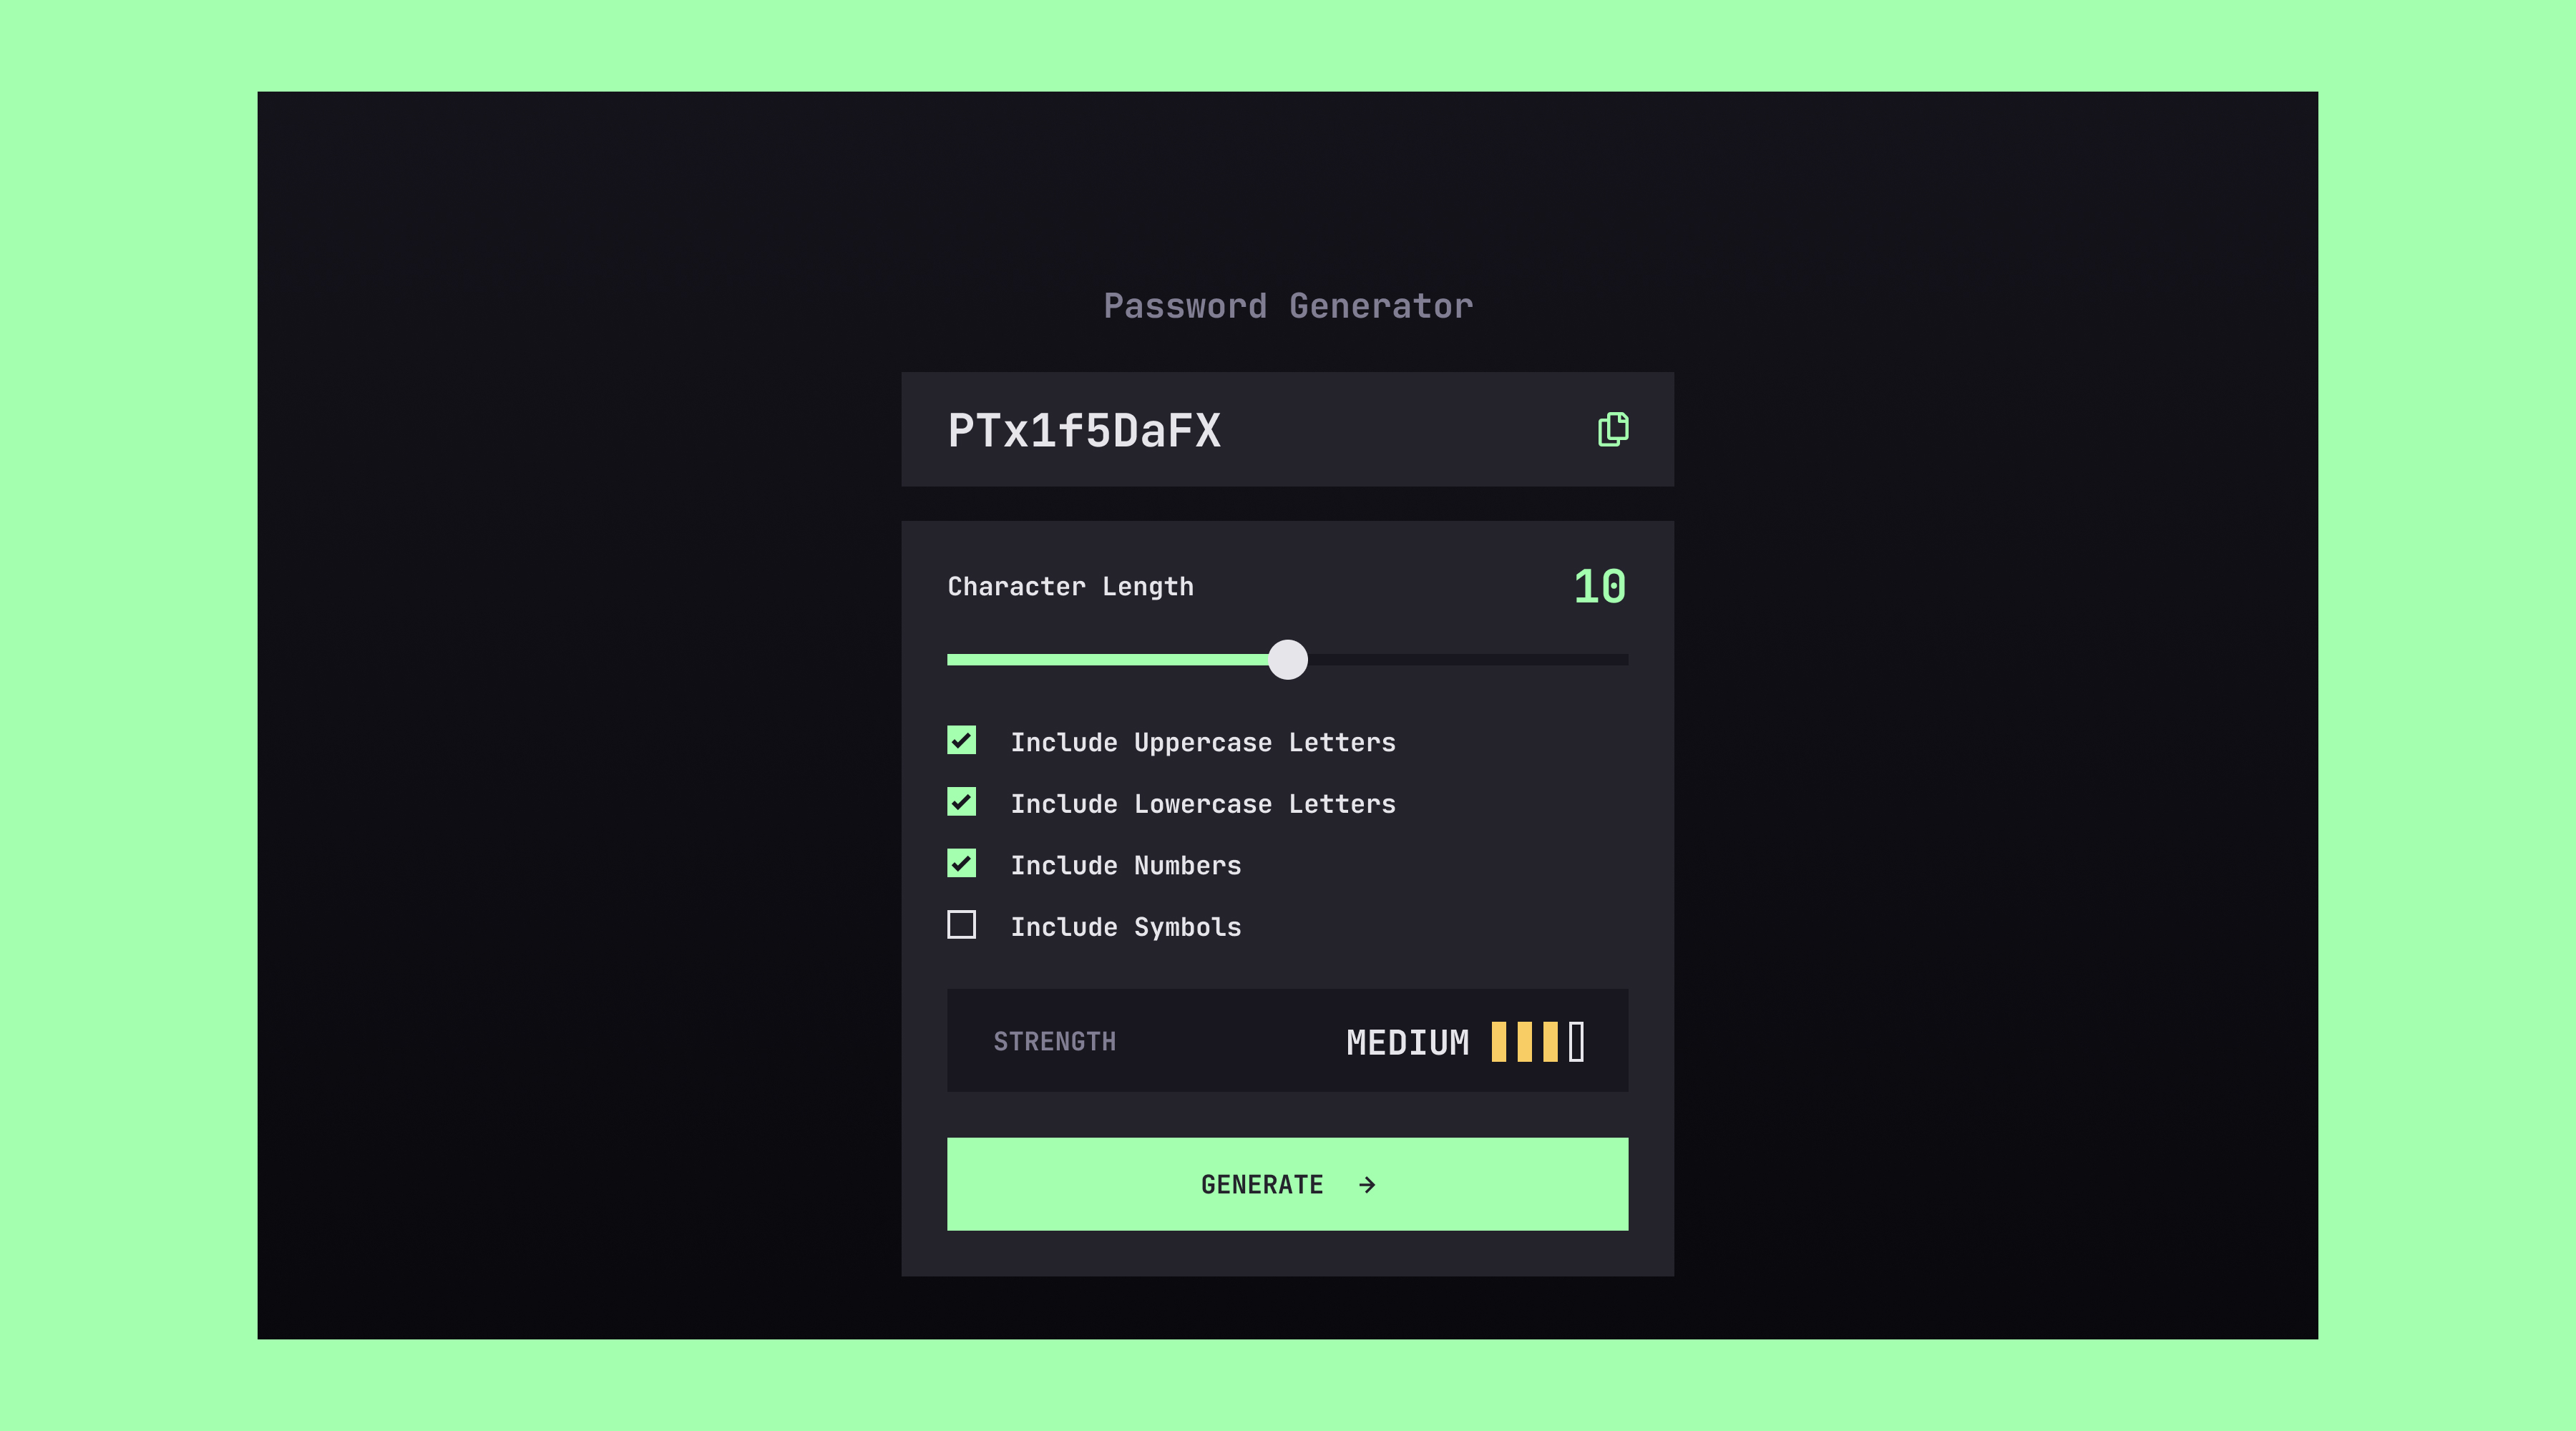 Password Generator
PTx1f5DaFX
Character Length 10
Include Uppercase Letters
Include Lowercase Letters
Include Numbers
Include Symbols
STRENGTH MEDIUM
GENERATE →